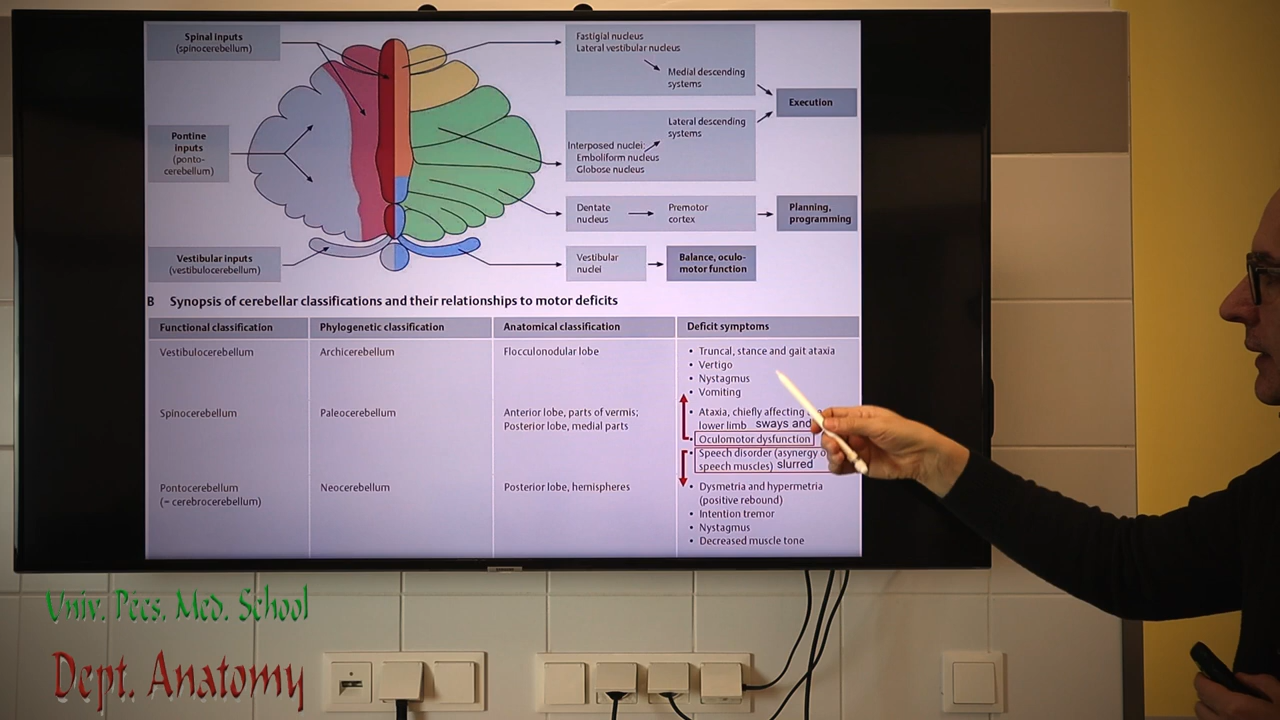 Spinal inputs
(spinocerebellum)
Fastigial nucleus
Lateral vestibular nucleus
Medial descending
systems
Execution
Pontine
inputs
(ponto-
cerebellum)
Lateral descending
systems
Interposed nuclei:
Emboliform nucleus
Globose nucleus
Dentate
nucleus
Premotor
cortex
Planning,
programming
Vestibular inputs
(vestibulocerebellum)
Vestibular
nuclei
Balance, oculo-
motor function
B Synopsis of cerebellar classifications and their relationships to motor deficits
Functional classification Phylogenetic classification Anatomical classification Deficit symptoms
Vestibulocerebellum Archicerebellum Flocculonodular lobe
• Truncal, stance and gait ataxia
• Vertigo
• Nystagmus
• Vomiting
Spinocerebellum Paleocerebellum Anterior lobe, parts of vermis;
Posterior lobe, medial parts
• Ataxia, chiefly affecting
lower limb sways and
• Oculomotor dysfunction
• Speech disorder (asynergy
speech muscles) slurred
Pontocerebellum
(= cerebrocerebellum)
Neocerebellum Posterior lobe, hemispheres
• Dysmetria and hypermetria
(positive rebound)
• Intention tremor
• Nystagmus
• Decreased muscle tone
Univ. Pécs. Med. School
Dept. Anatomy